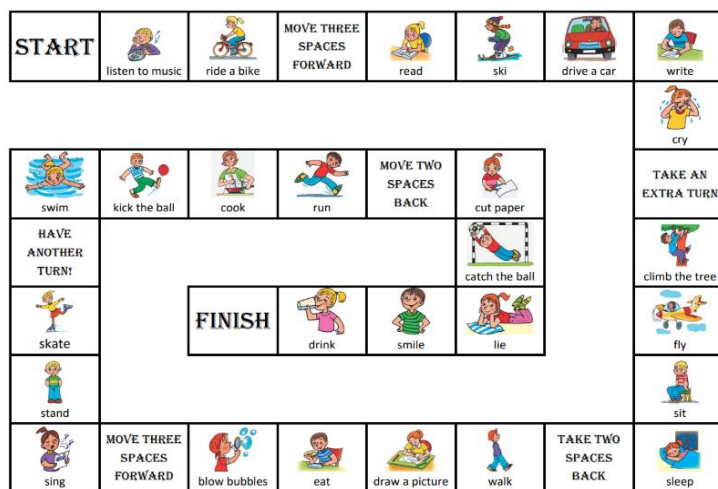 START
listen to music
ride a bike
MOVE THREE
SPACES
FORWARD
read
ski
drive a car
write
cry
TAKE AN
EXTRA TURN
climb the tree
fly
sit
sleep
TAKE TWO
SPACES
BACK
walk
draw a picture
eat
blow bubbles
MOVE THREE
SPACES
FORWARD
sing
stand
skate
HAVE
ANOTHER
TURN!
swim
kick the ball
cook
run
MOVE TWO
SPACES
BACK
cut paper
catch the ball
lie
smile
drink
FINISH